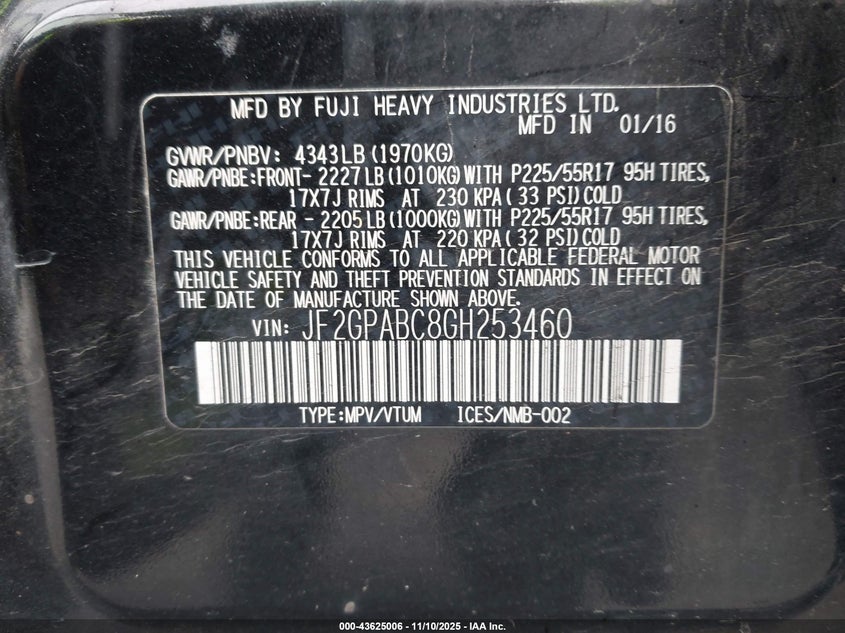 MFD BY FUJI HEAVY INDUSTRIES LTD.
MFD IN 01/16
GVWR/PNBV: 4343LB (1970KG)
GAWR/PNBE:FRONT- 2227LB (1010KG) WITH P225/55R17 95H TIRES,
17X7J RIMS AT 230 KPA ( 33 PSI) COLD
GAWR/PNBE:REAR - 2205LB (1000KG) WITH P225/55R17 95H TIRES,
17X7J RIMS AT 220 KPA ( 32 PSI) COLD
THIS VEHICLE CONFORMS TO ALL APPLICABLE FEDERAL MOTOR
VEHICLE SAFETY AND THEFT PREVENTION STANDARDS IN EFFECT ON
THE DATE OF MANUFACTURE SHOWN ABOVE.
VIN: JF2GPABC8GH253460
TYPE:MPV/VTUM ICES/NMB-002
000-43625006 - 11/10/2025 - IAA Inc.